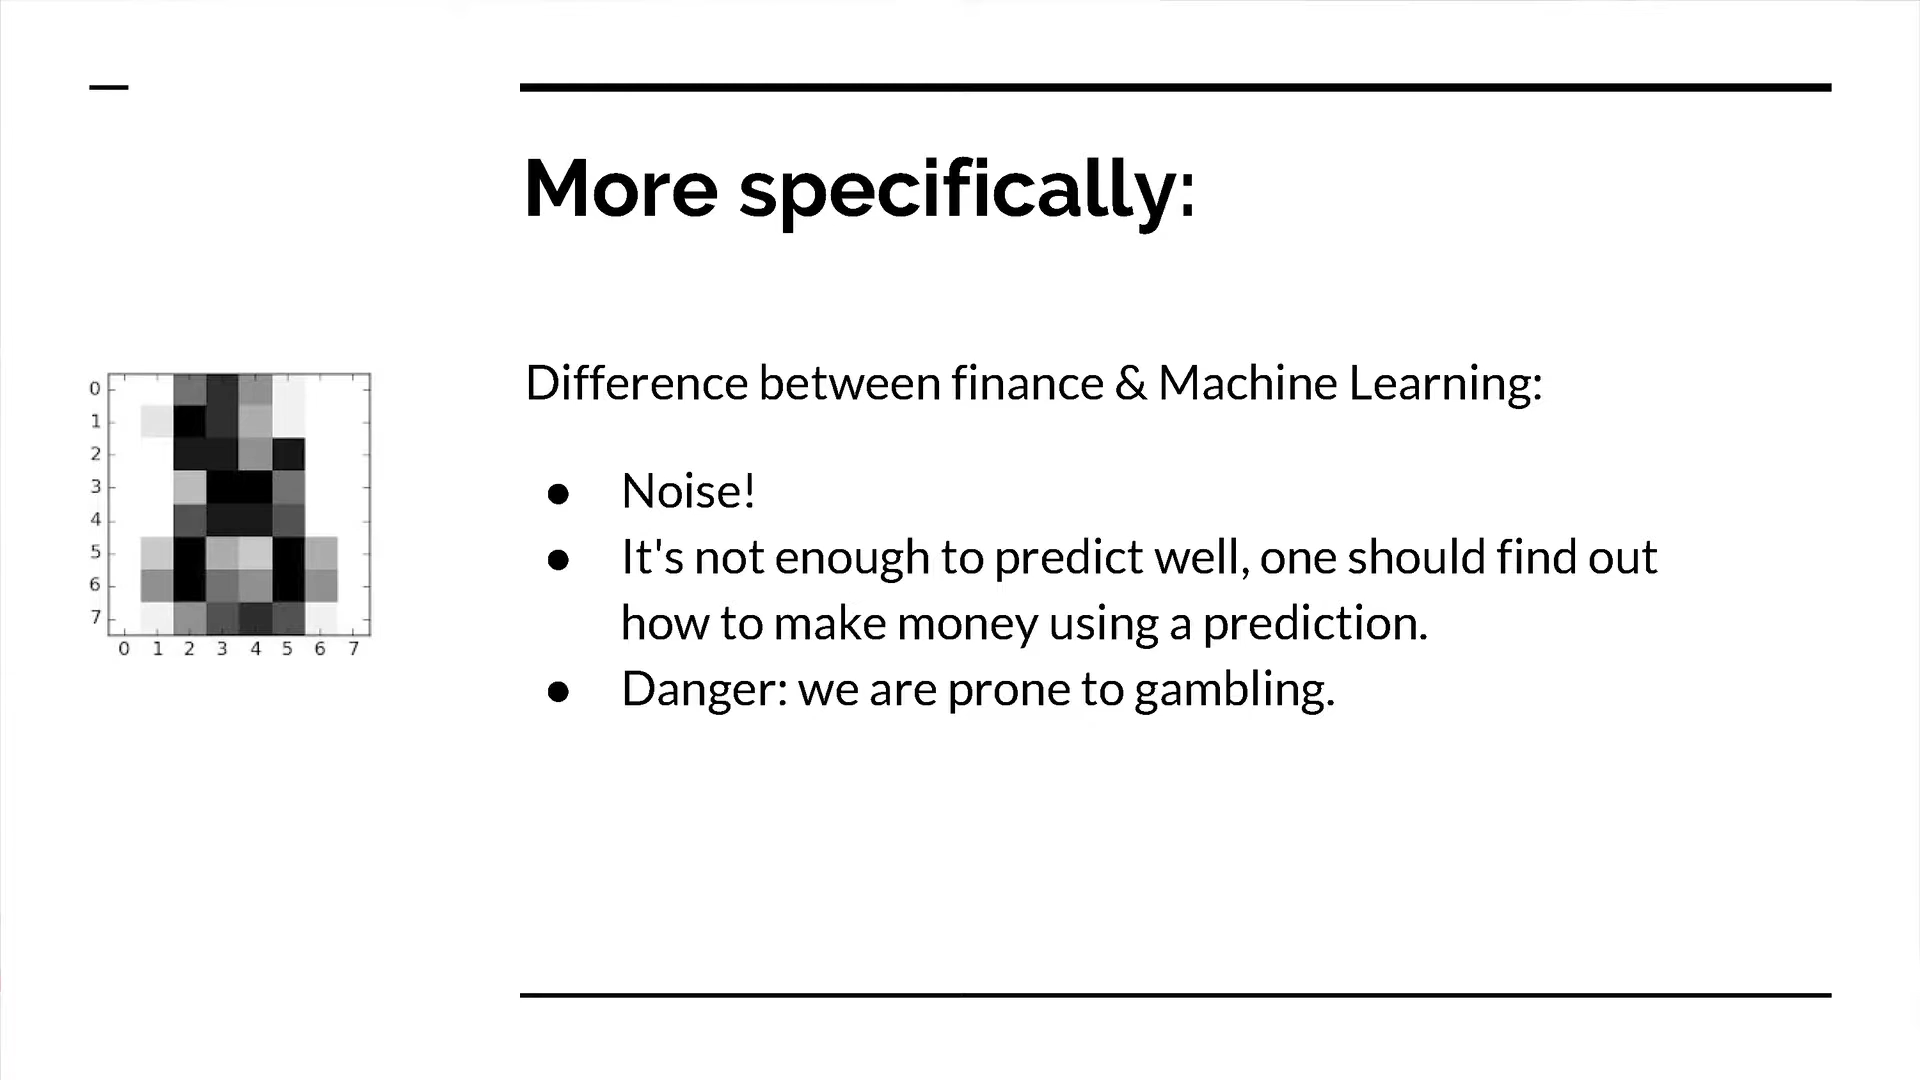 More specifically:
Difference between finance & Machine Learning:
● Noise!
● It's not enough to predict well, one should find out
how to make money using a prediction.
● Danger: we are prone to gambling.
0
1
2
3
4
5
6
7
0 1 2 3 4 5 6 7